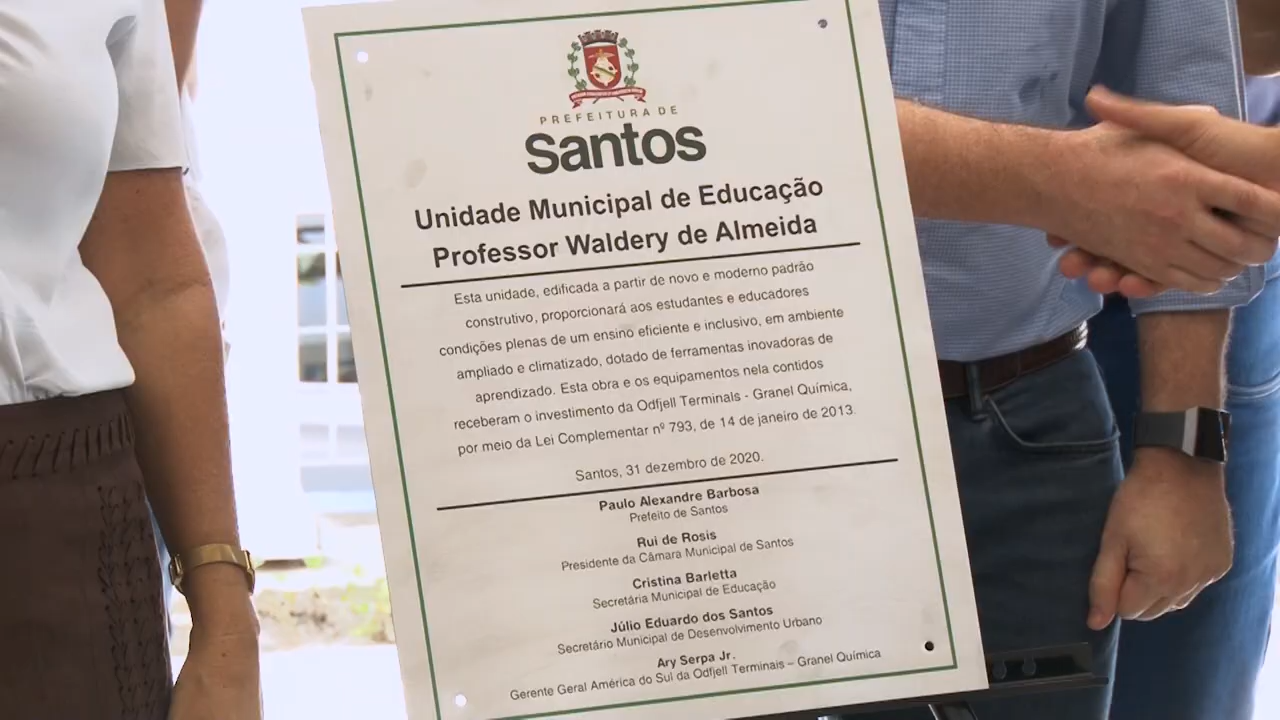 PREFEITURA DE
Santos
Unidade Municipal de Educação
Professor Waldery de Almeida
Esta unidade, edificada a partir de novo e moderno padrão
construtivo, proporcionará aos estudantes e educadores
condições plenas de um ensino eficiente e inclusivo, em ambiente
ampliado e climatizado, dotado de ferramentas inovadoras de
aprendizado. Esta obra e os equipamentos nela contidos
receberam o investimento da Odfjell Terminals - Granel Química,
por meio da Lei Complementar nº 793, de 14 de janeiro de 2013.
Santos, 31 dezembro de 2020.
Paulo Alexandre Barbosa
Prefeito de Santos
Rui de Rosis
Presidente da Câmara Municipal de Santos
Cristina Barletta
Secretária Municipal de Educação
Júlio Eduardo dos Santos
Secretário Municipal de Desenvolvimento Urbano
Ary Serpa Jr.
Gerente Geral América do Sul da Odfjell Terminais – Granel Química